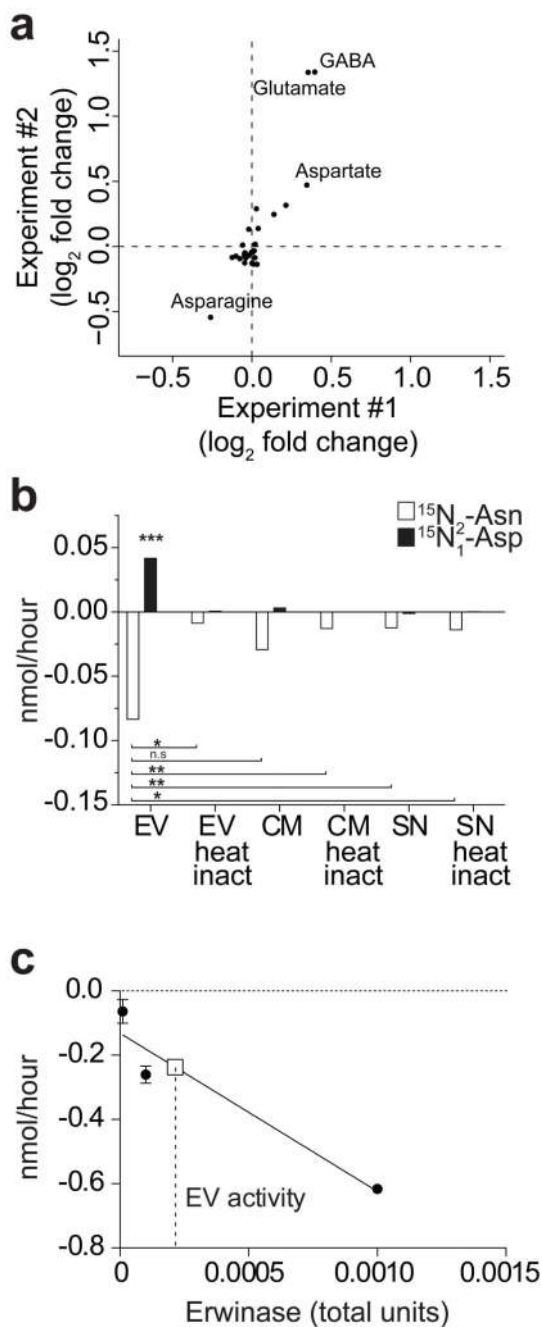 a
Experiment #2
(log2 fold change)
1.5
1.0
0.5
0.0
−0.5
GABA
Glutamate
Aspartate
Asparagine
−0.5 0.0 0.5 1.0 1.5
Experiment #1
(log2 fold change)
b
15N2-Asn
15N1-Asp
nmol/hour
0.05
0.00
-0.05
-0.10
-0.15
***
*
n.s
**
**
*
EV EV CM CM SN SN
heat heat heat
inact inact inact
c
nmol/hour
0.0
-0.2
-0.4
-0.6
-0.8
EV activity
0 0.0005 0.0010 0.0015
Erwinase (total units)